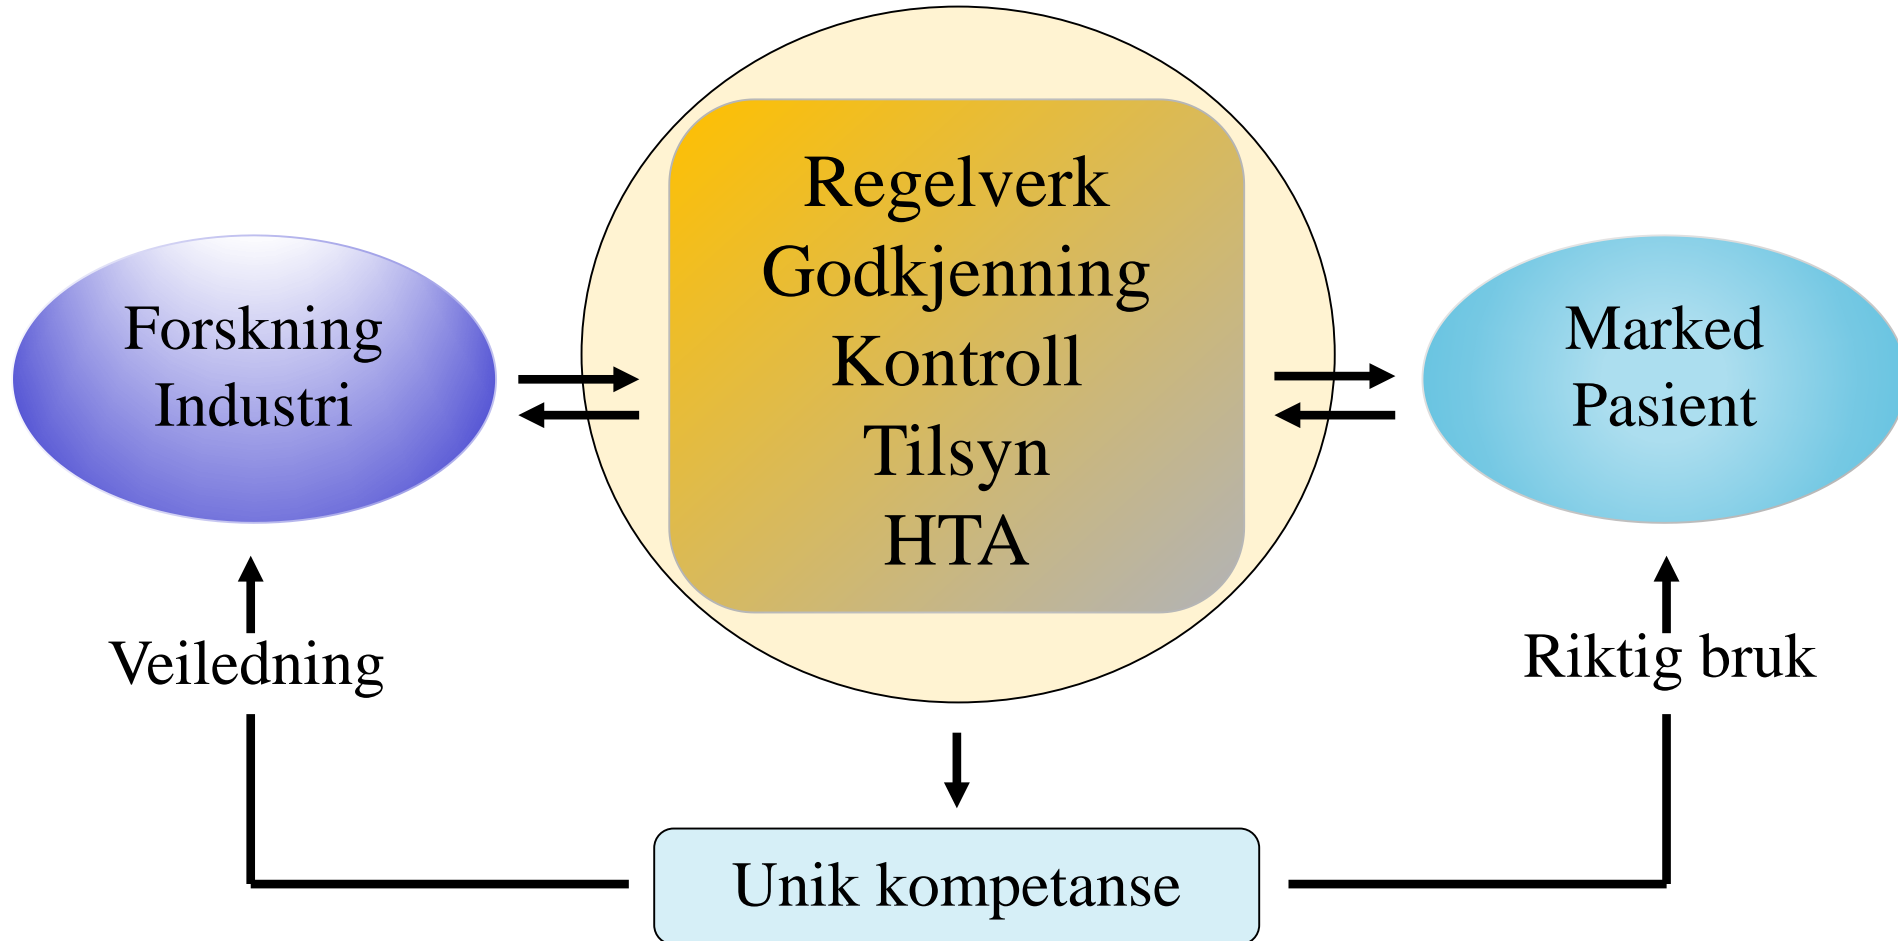 Forskning
Industri
Regelverk
Godkjenning
Kontroll
Tilsyn
HTA
Marked
Pasient
Veiledning
Riktig bruk
Unik kompetanse